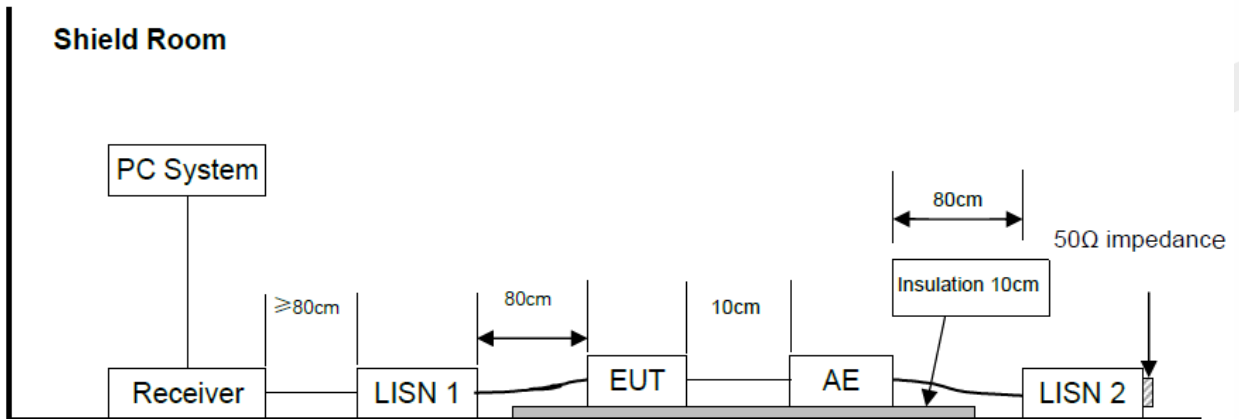 Shield Room
PC System
80cm
50Ω impedance
Insulation 10cm
≥80cm
80cm
10cm
Receiver
LISN 1
EUT
AE
LISN 2